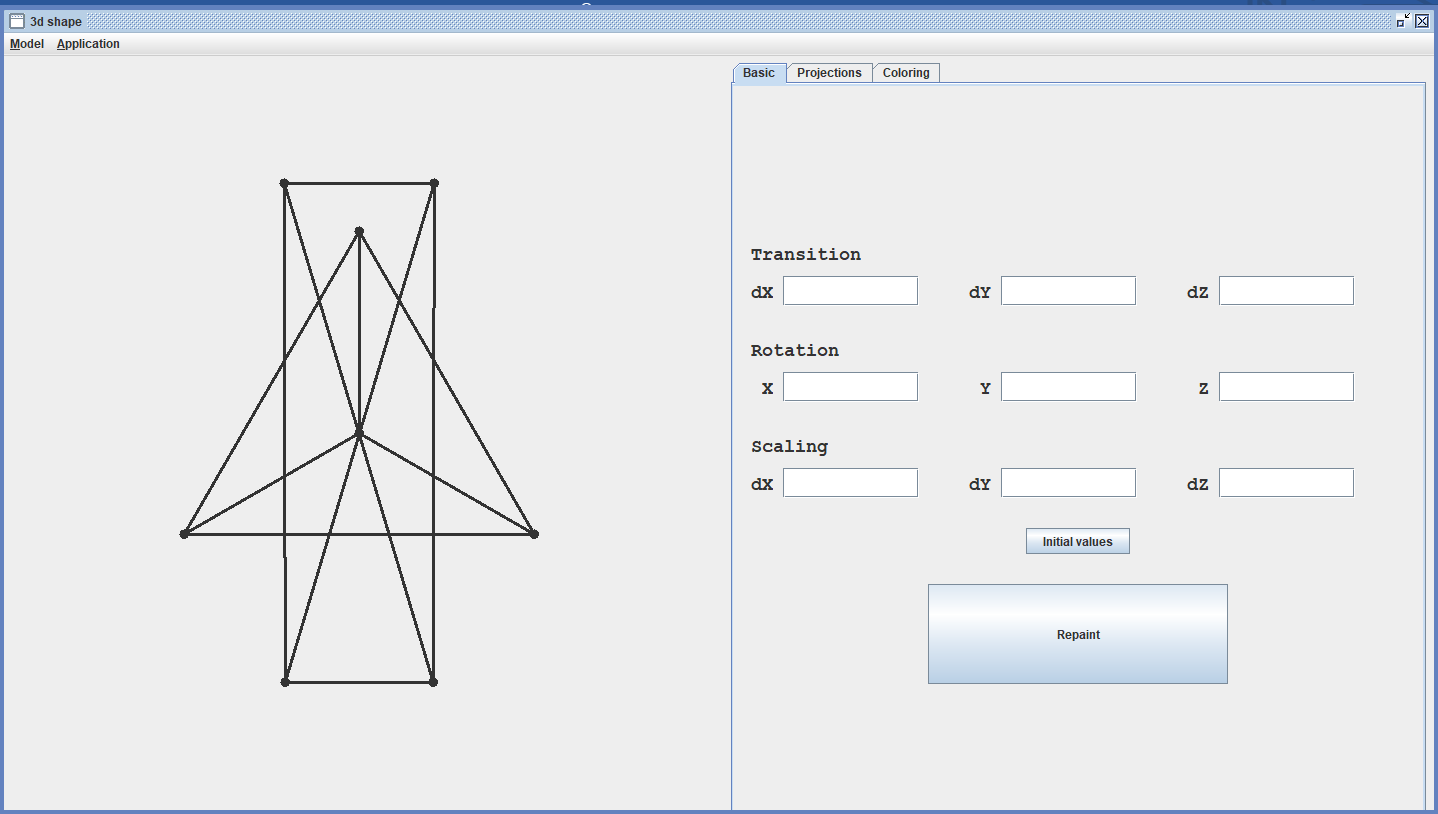 3d shape
Model Application
Basic Projections Coloring
Transition
dX dY dZ
Rotation
X Y Z
Scaling
dX dY dZ
Initial values
Repaint